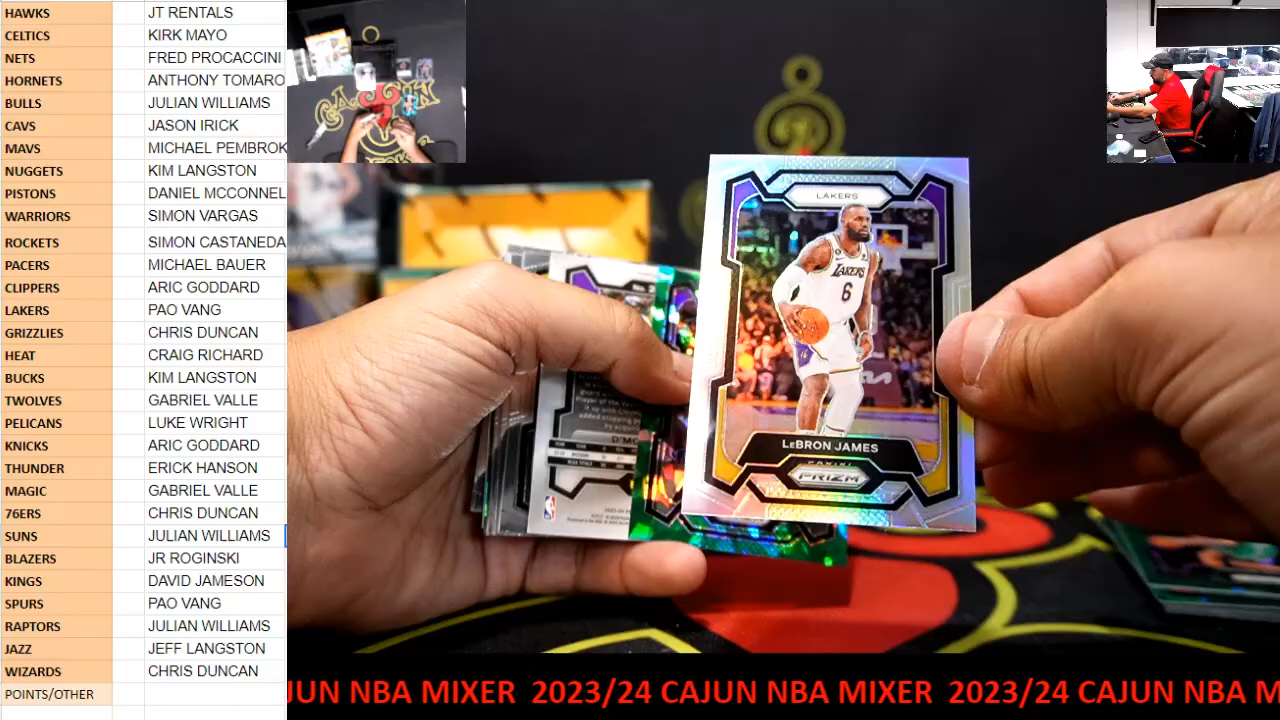 HAWKS JT RENTALS
CELTICS KIRK MAYO
NETS FRED PROCACCINI
HORNETS ANTHONY TOMARO
BULLS JULIAN WILLIAMS
CAVS JASON IRICK
MAVS MICHAEL PEMBROK
NUGGETS KIM LANGSTON
PISTONS DANIEL MCCONNEL
WARRIORS SIMON VARGAS
ROCKETS SIMON CASTANEDA
PACERS MICHAEL BAUER
CLIPPERS ARIC GODDARD
LAKERS PAO VANG
GRIZZLIES CHRIS DUNCAN
HEAT CRAIG RICHARD
BUCKS KIM LANGSTON
TWOLVES GABRIEL VALLE
PELICANS LUKE WRIGHT
KNICKS ARIC GODDARD
THUNDER ERICK HANSON
MAGIC GABRIEL VALLE
76ERS CHRIS DUNCAN
SUNS JULIAN WILLIAMS
BLAZERS JR ROGINSKI
KINGS DAVID JAMESON
SPURS PAO VANG
RAPTORS JULIAN WILLIAMS
JAZZ JEFF LANGSTON
WIZARDS CHRIS DUNCAN
POINTS/OTHER
LAKERS
LAKERS
6
LeBRON JAMES
PANINI
PRIZM
D'MO
JUN NBA MIXER 2023/24 CAJUN NBA MIXER 2023/24 CAJUN NBA M